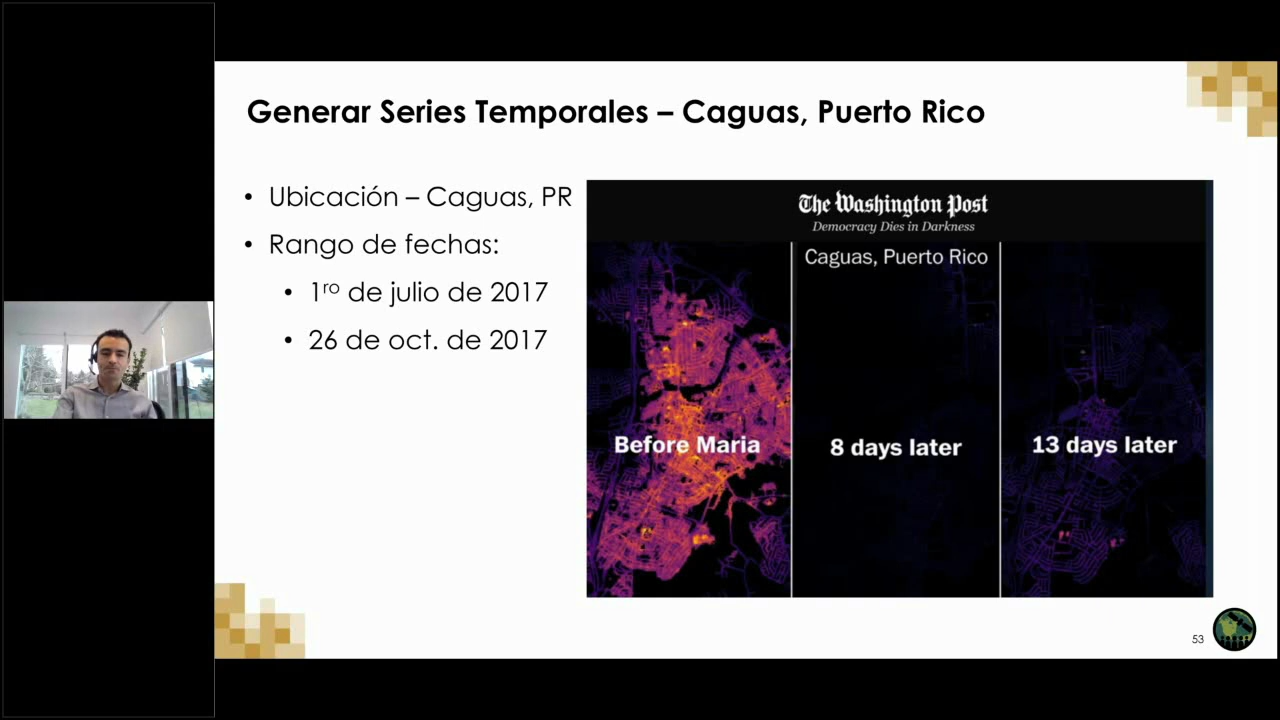 Generar Series Temporales – Caguas, Puerto Rico
• Ubicación – Caguas, PR
• Rango de fechas:
• 1ro de julio de 2017
• 26 de oct. de 2017
The Washington Post
Democracy Dies in Darkness
Caguas, Puerto Rico
Before Maria
8 days later
13 days later
53